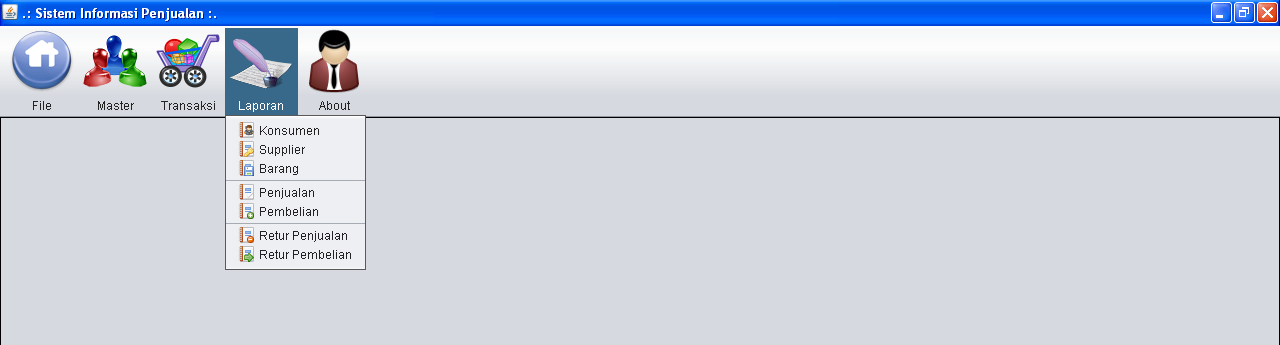 .: Sistem Informasi Penjualan :.
File Master Transaksi Laporan About
Konsumen
Supplier
Barang
Penjualan
Pembelian
Retur Penjualan
Retur Pembelian